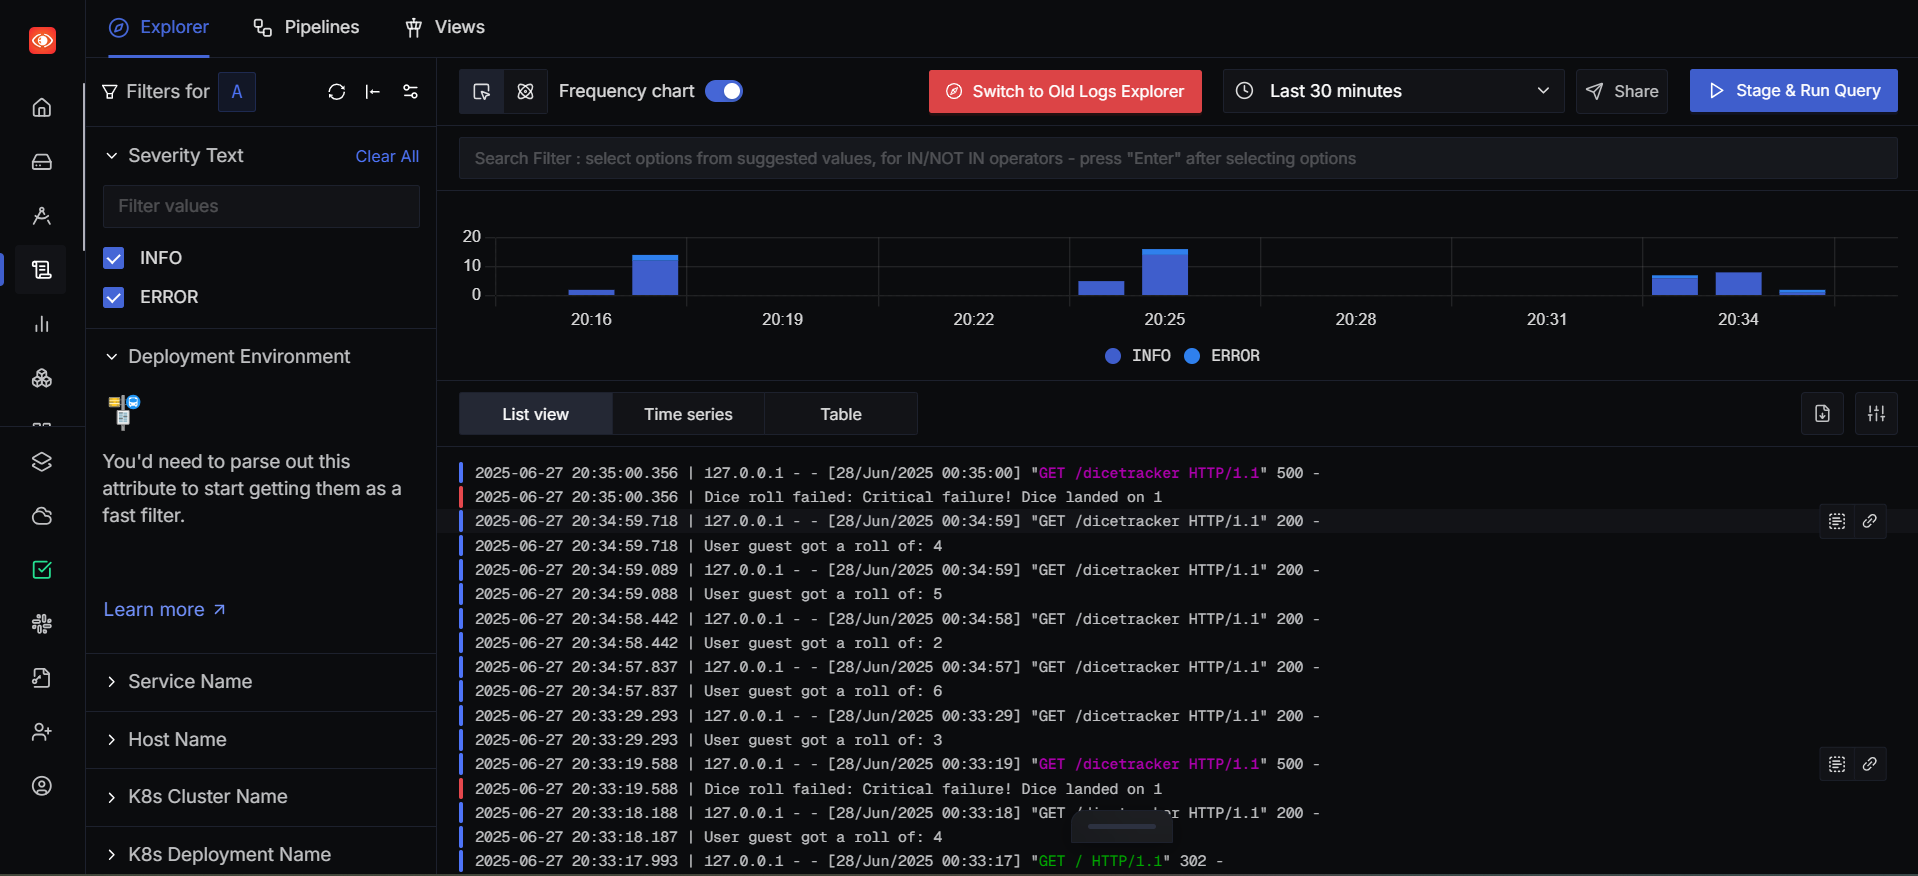 Explorer
Pipelines
Views
Filters for A
Frequency chart
Switch to Old Logs Explorer
Last 30 minutes
Share
Stage & Run Query
Severity Text
Clear All
Filter values
INFO
ERROR
Deployment Environment
You'd need to parse out this
attribute to start getting them as a
fast filter.
Learn more
Service Name
Host Name
K8s Cluster Name
K8s Deployment Name
Search Filter : select options from suggested values, for IN/NOT IN operators - press "Enter" after selecting options
20
10
0
20:16 20:19 20:22 20:25 20:28 20:31 20:34
INFO ERROR
List view
Time series
Table
2025-06-27 20:35:00.356 | 127.0.0.1 - - [28/Jun/2025 00:35:00] "GET /dicetracker HTTP/1.1" 500 -
2025-06-27 20:35:00.356 | Dice roll failed: Critical failure! Dice landed on 1
2025-06-27 20:34:59.718 | 127.0.0.1 - - [28/Jun/2025 00:34:59] "GET /dicetracker HTTP/1.1" 200 -
2025-06-27 20:34:59.718 | User guest got a roll of: 4
2025-06-27 20:34:59.089 | 127.0.0.1 - - [28/Jun/2025 00:34:59] "GET /dicetracker HTTP/1.1" 200 -
2025-06-27 20:34:59.088 | User guest got a roll of: 5
2025-06-27 20:34:58.442 | 127.0.0.1 - - [28/Jun/2025 00:34:58] "GET /dicetracker HTTP/1.1" 200 -
2025-06-27 20:34:58.442 | User guest got a roll of: 2
2025-06-27 20:34:57.837 | 127.0.0.1 - - [28/Jun/2025 00:34:57] "GET /dicetracker HTTP/1.1" 200 -
2025-06-27 20:34:57.837 | User guest got a roll of: 6
2025-06-27 20:33:29.293 | 127.0.0.1 - - [28/Jun/2025 00:33:29] "GET /dicetracker HTTP/1.1" 200 -
2025-06-27 20:33:29.293 | User guest got a roll of: 3
2025-06-27 20:33:19.588 | 127.0.0.1 - - [28/Jun/2025 00:33:19] "GET /dicetracker HTTP/1.1" 500 -
2025-06-27 20:33:19.588 | Dice roll failed: Critical failure! Dice landed on 1
2025-06-27 20:33:18.188 | 127.0.0.1 - - [28/Jun/2025 00:33:18] "GET HTTP/1.1" 200 -
2025-06-27 20:33:18.187 | User guest got a roll of: 4
2025-06-27 20:33:17.993 | 127.0.0.1 - - [28/Jun/2025 00:33:17] "GET / HTTP/1.1" 302 -